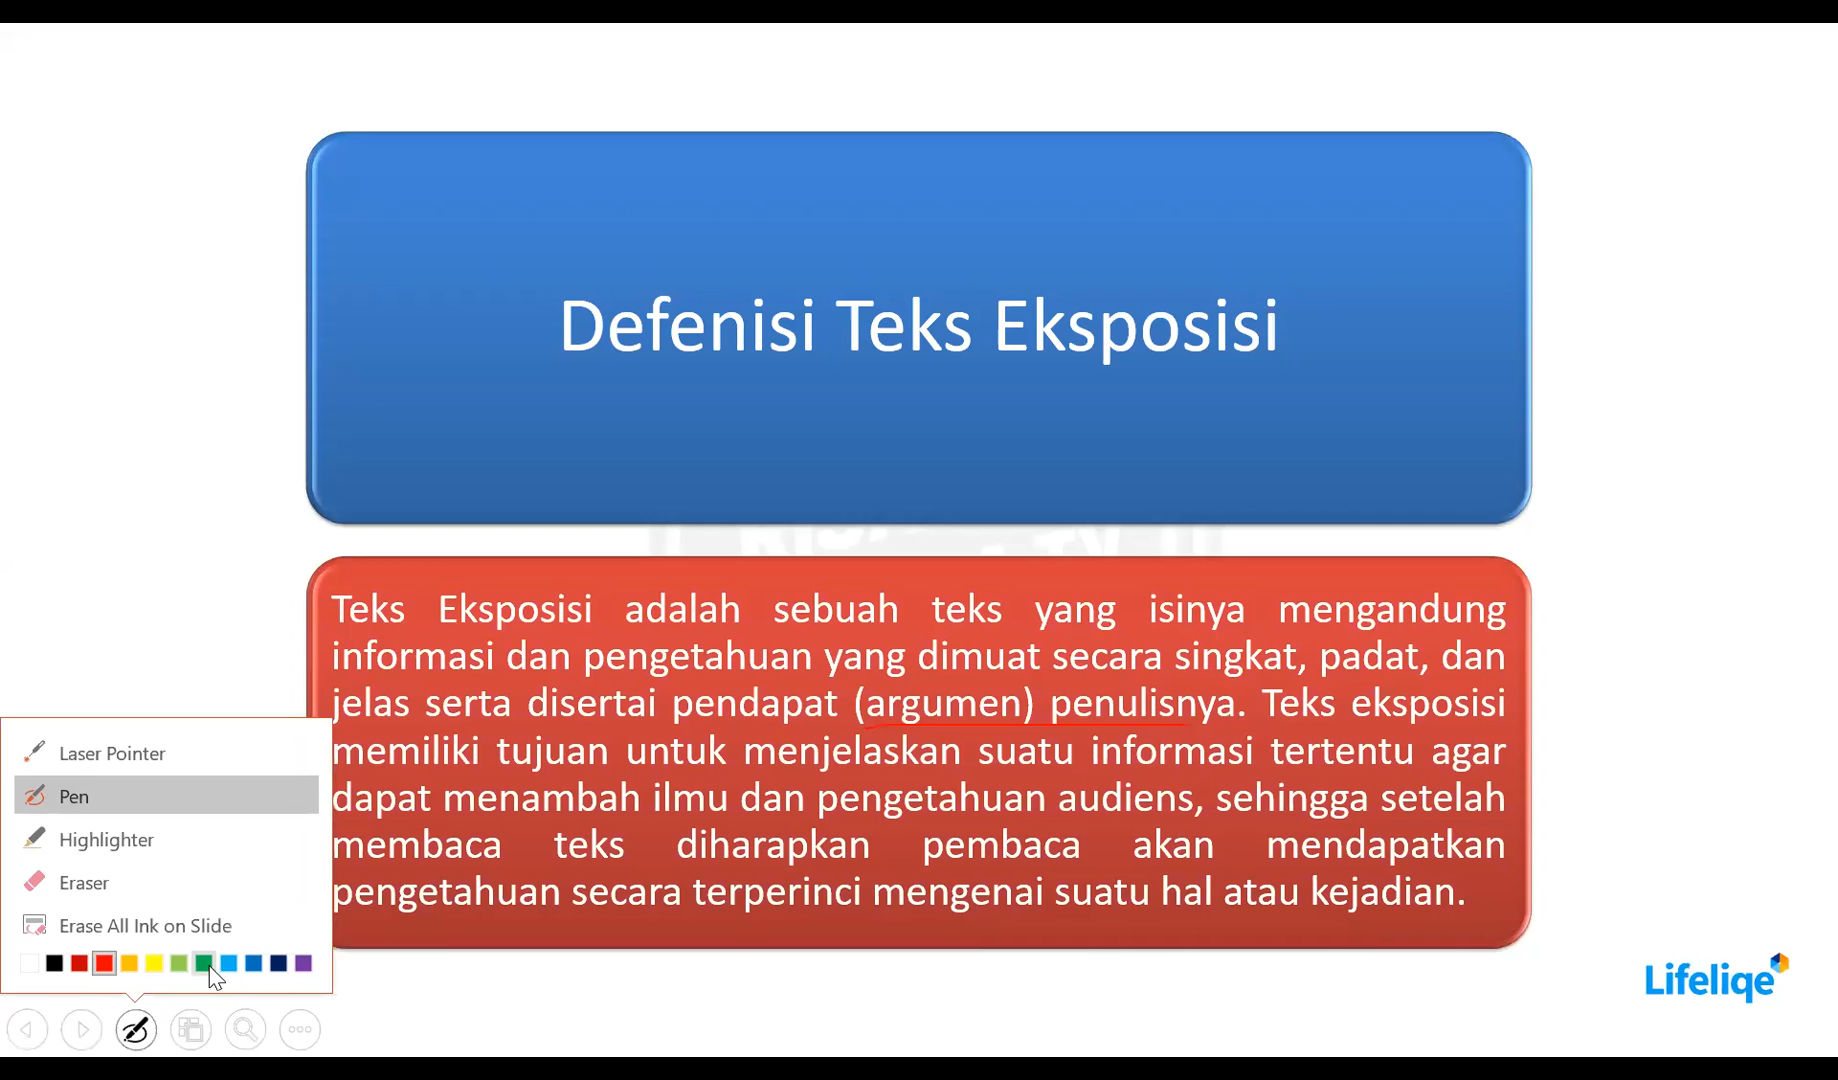 Defenisi Teks Eksposisi
Teks Eksposisi adalah sebuah teks yang isinya mengandung
informasi dan pengetahuan yang dimuat secara singkat, padat, dan
jelas serta disertai pendapat (argumen) penulisnya. Teks eksposisi
memiliki tujuan untuk menjelaskan suatu informasi tertentu agar
dapat menambah ilmu dan pengetahuan audiens, sehingga setelah
membaca teks diharapkan pembaca akan mendapatkan
pengetahuan secara terperinci mengenai suatu hal atau kejadian.
Laser Pointer
Pen
Highlighter
Eraser
Erase All Ink on Slide
Lifeliqe